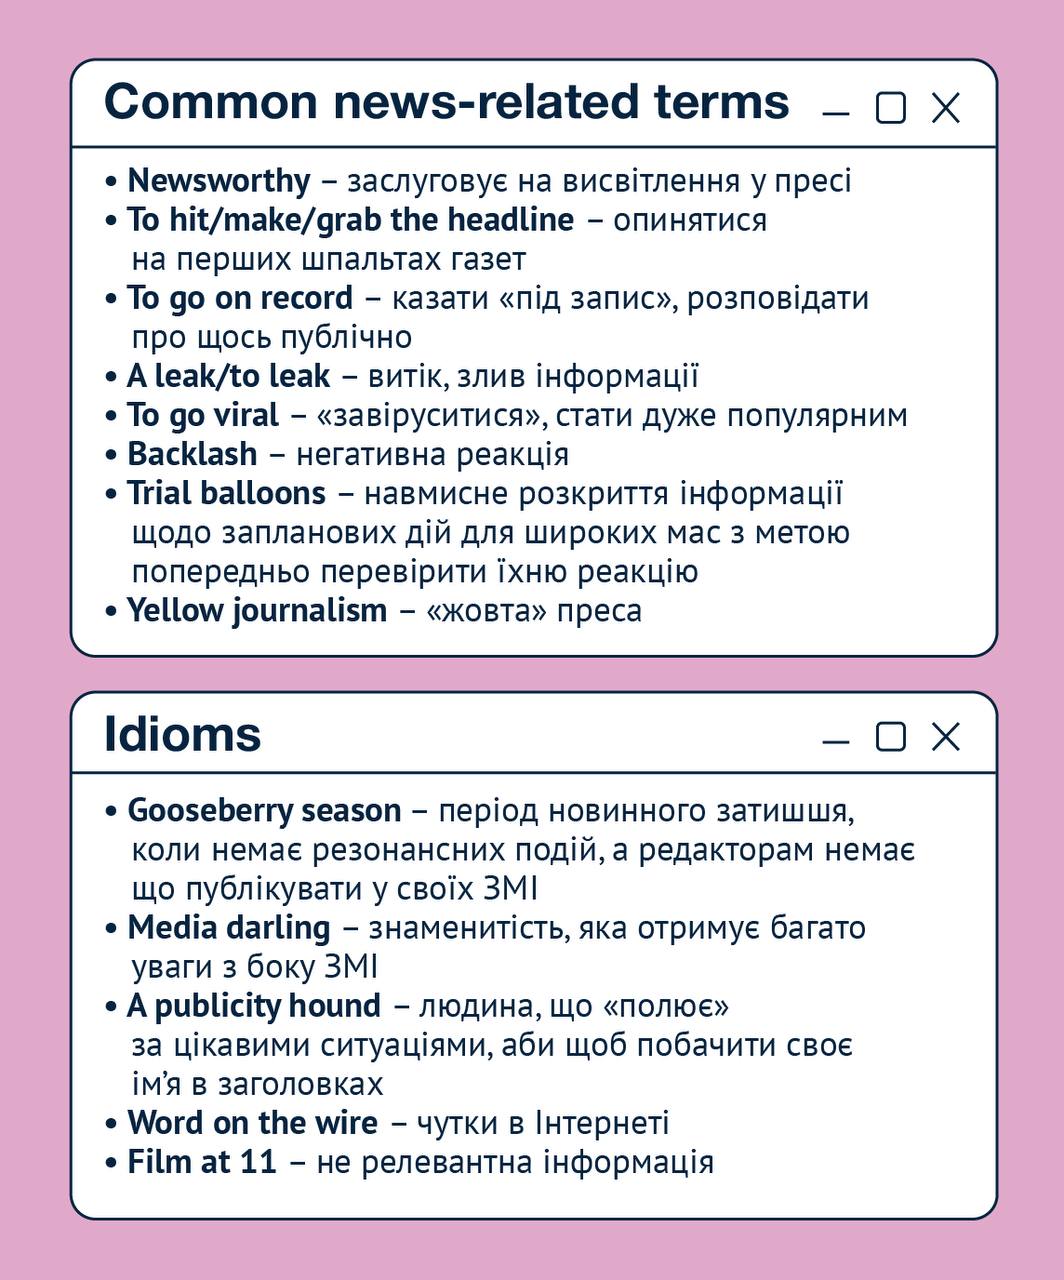 Common news-related terms
• Newsworthy – заслуговує на висвітлення у пресі
• To hit/make/grab the headline – опинятися
на перших шпальтах газет
• To go on record – казати «під запис», розповідати
про щось публічно
• A leak/to leak – витік, злив інформації
• To go viral – «завіруситися», стати дуже популярним
• Backlash – негативна реакція
• Trial balloons – навмисне розкриття інформації
щодо запланових дій для широких мас з метою
попередньо перевірити їхню реакцію
• Yellow journalism – «жовта» преса
Idioms
• Gooseberry season – період новинного затишшя,
коли немає резонансних подій, а редакторам немає
що публікувати у своїх ЗМІ
• Media darling – знаменитість, яка отримує багато
уваги з боку ЗМІ
• A publicity hound – людина, що «полює»
за цікавими ситуаціями, аби щоб побачити своє
ім’я в заголовках
• Word on the wire – чутки в Інтернеті
• Film at 11 – не релевантна інформація